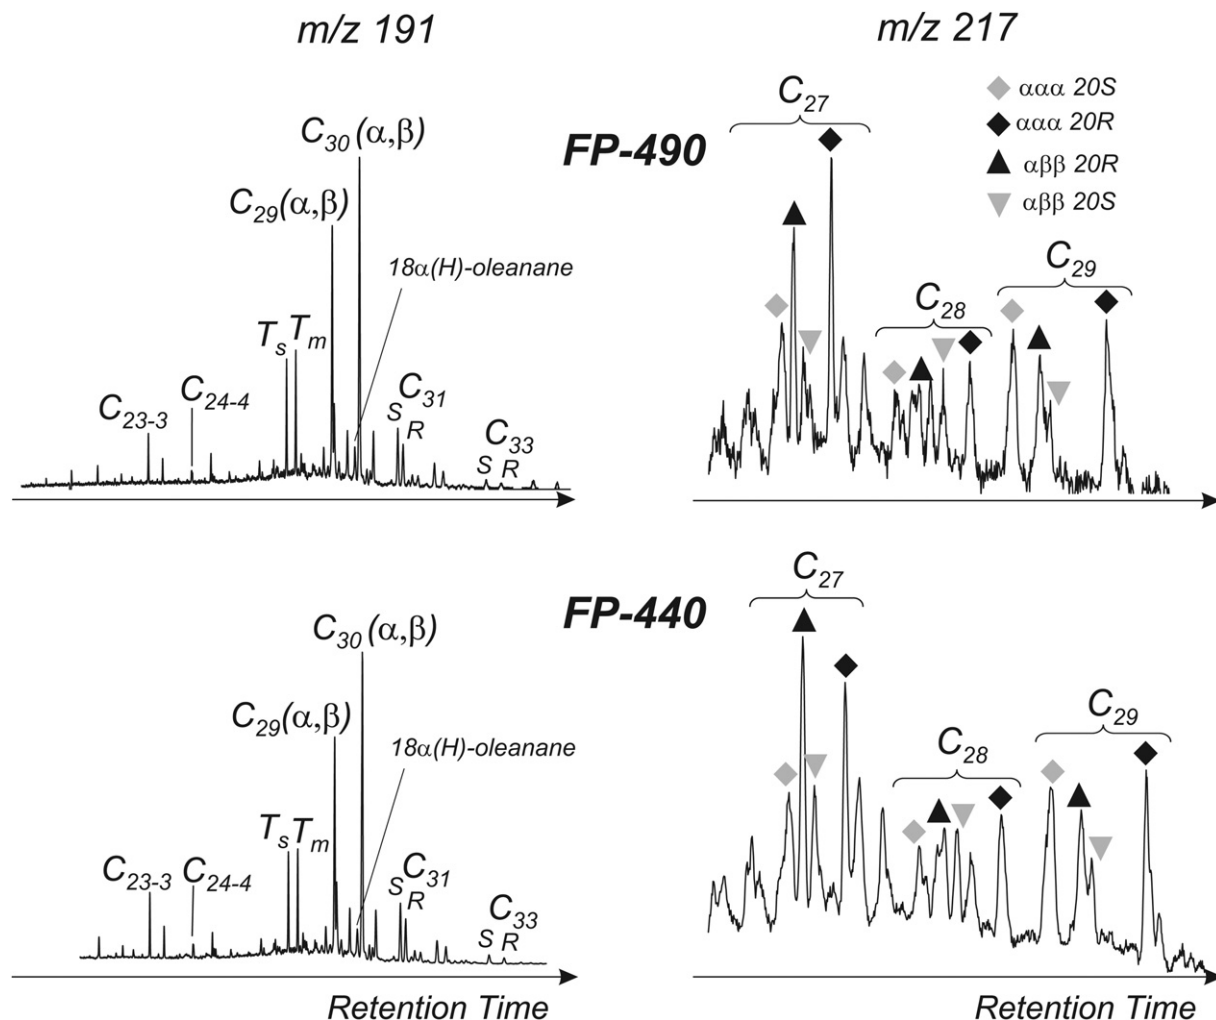 m/z 191
m/z 217
C27
ααα 20S
ααα 20R
αββ 20R
αββ 20S
FP-490
C30 (α,β)
C29(α,β)
18α(H)-oleanane
C28
C29
Ts Tm
C23-3
C24-4
C31
S
R
C33
S R
C27
FP-440
C30 (α,β)
C29(α,β)
18α(H)-oleanane
C28
C29
Ts Tm
C23-3
C24-4
C31
S
R
C33
S R
Retention Time
Retention Time